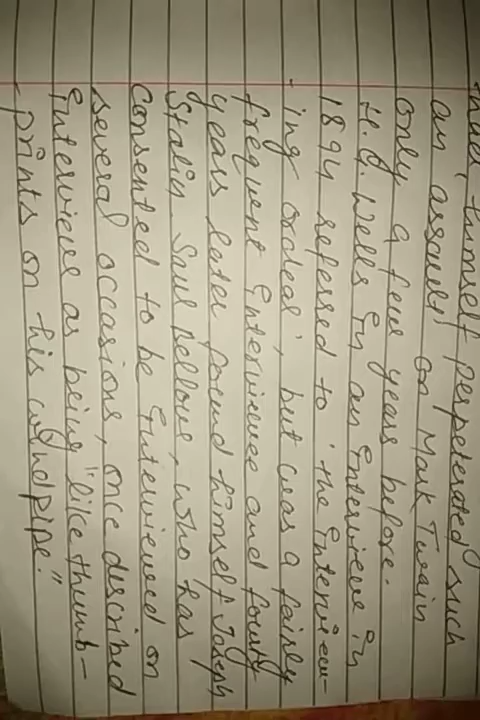 had himself perpeterated such
an 'assault' on Mark Twain
only a few years before.
H. G. Wells in an interview in
1894 referred to 'the interview-
ing ordeal', but was a fairly
frequent interviewee and fourty
years later found himself Joseph
Stalin. Saul Bellow, who has
consented to be interviewed on
several occasions, once described
interviews as being "like thumb-
prints on his windpipe."